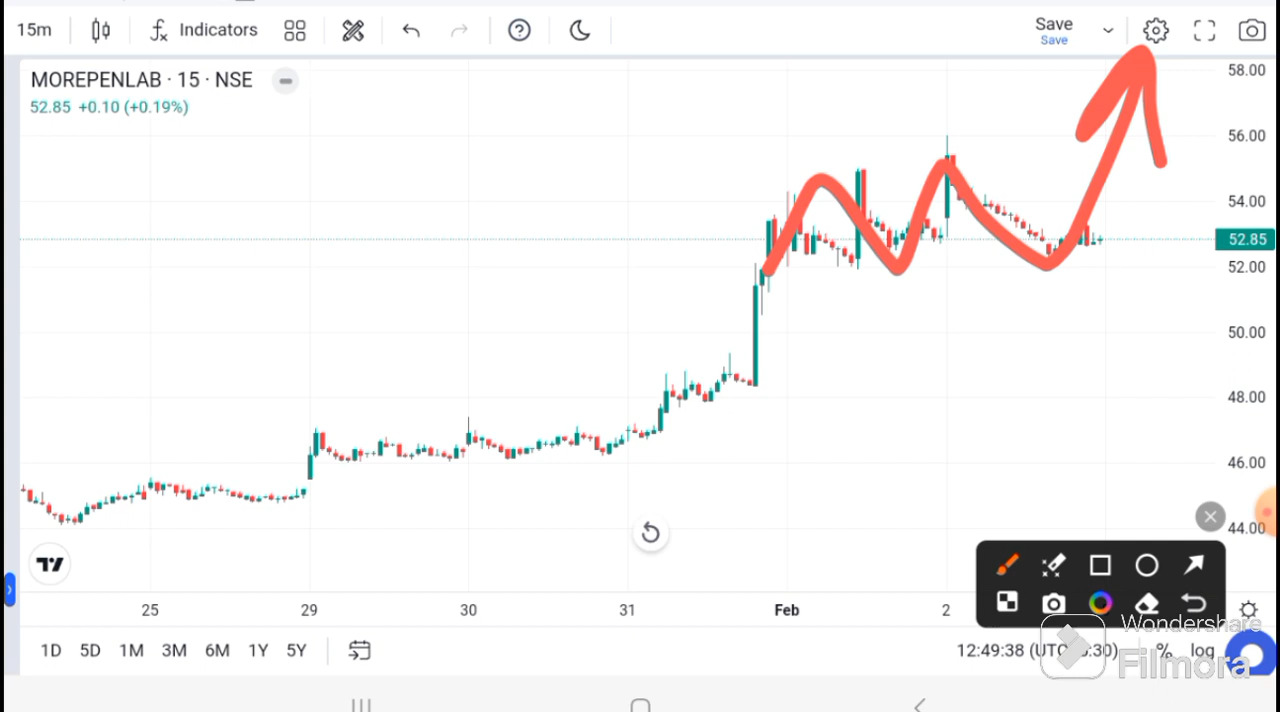 15m Indicators Save
Save
MOREPENLAB · 15 · NSE
52.85 +0.10 (+0.19%)
58.00
56.00
54.00
52.85
52.00
50.00
48.00
46.00
44.00
25 29 30 31 Feb 2
1D 5D 1M 3M 6M 1Y 5Y 12:49:38 (UTC :30) % log
Wondershare
Filmora